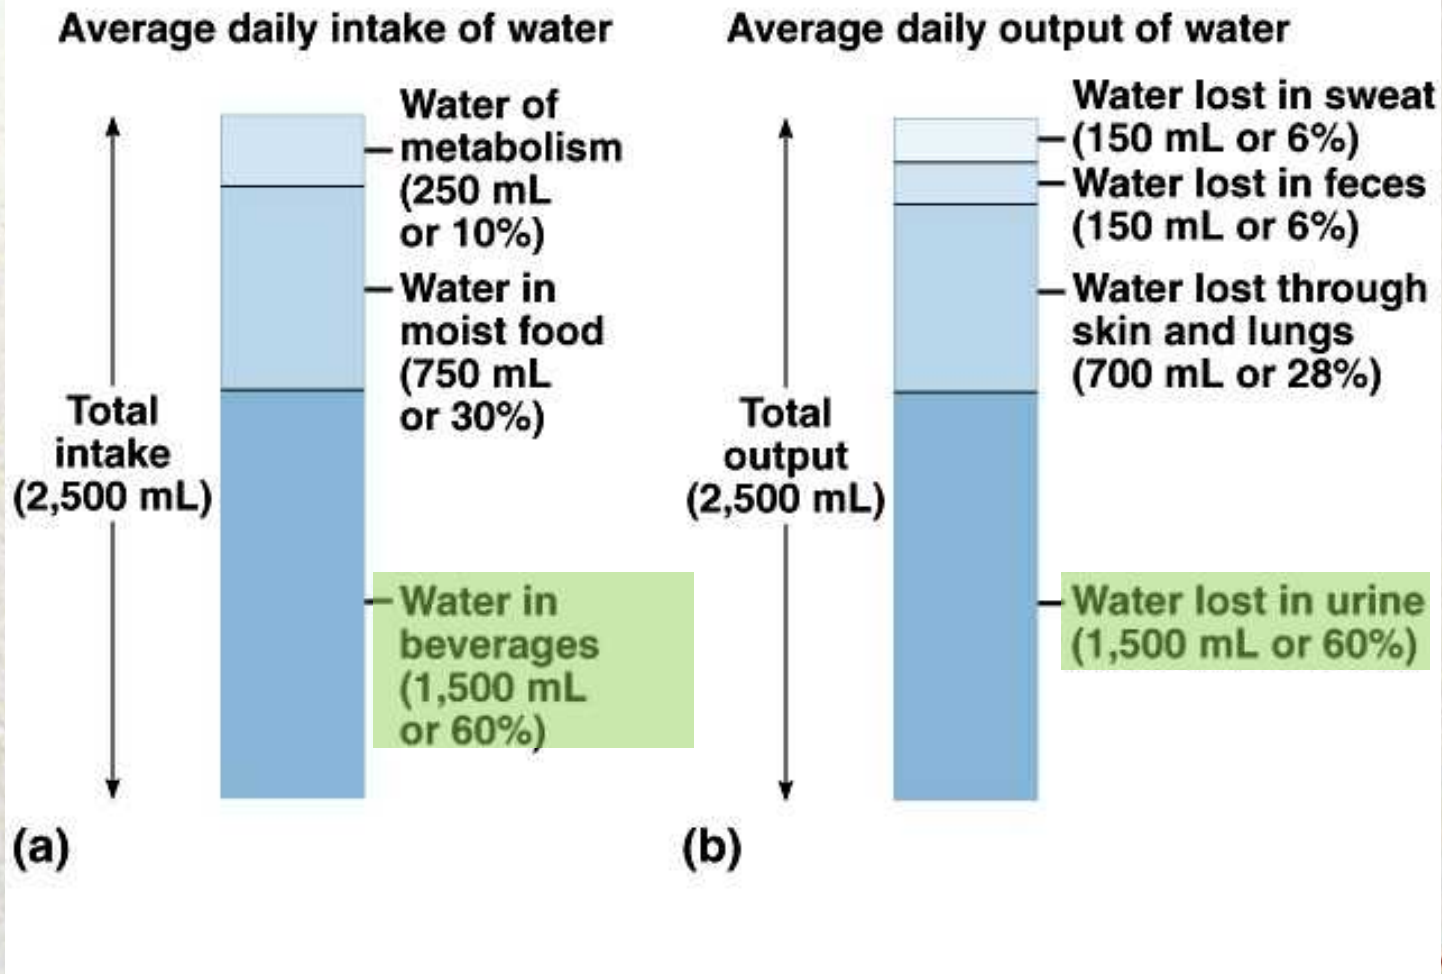 Average daily intake of water
Water of
metabolism
(250 mL
or 10%)
Water in
moist food
(750 mL
or 30%)
Total
intake
(2,500 mL)
Water in
beverages
(1,500 mL
or 60%)
(a)
Average daily output of water
Water lost in sweat
(150 mL or 6%)
Water lost in feces
(150 mL or 6%)
Water lost through
skin and lungs
(700 mL or 28%)
Total
output
(2,500 mL)
Water lost in urine
(1,500 mL or 60%)
(b)